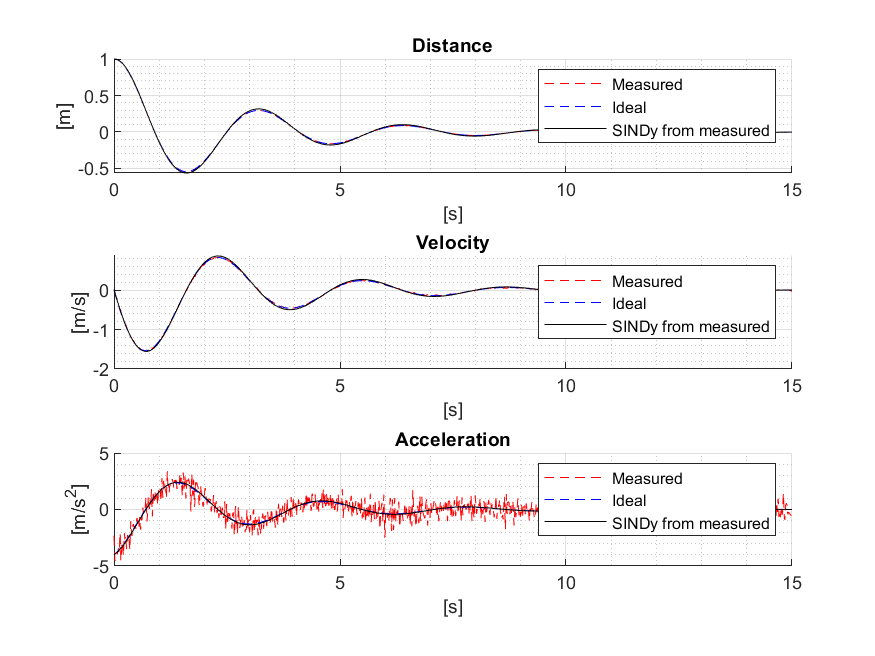 Distance
1
0.5
0
-0.5
[m]
Measured
Ideal
SINDy from measured
0 5 10 15
[s]
Velocity
0
-1
-2
[m/s]
Measured
Ideal
SINDy from measured
0 5 10 15
[s]
Acceleration
5
0
-5
[m/s²]
Measured
Ideal
SINDy from measured
0 5 10 15
[s]